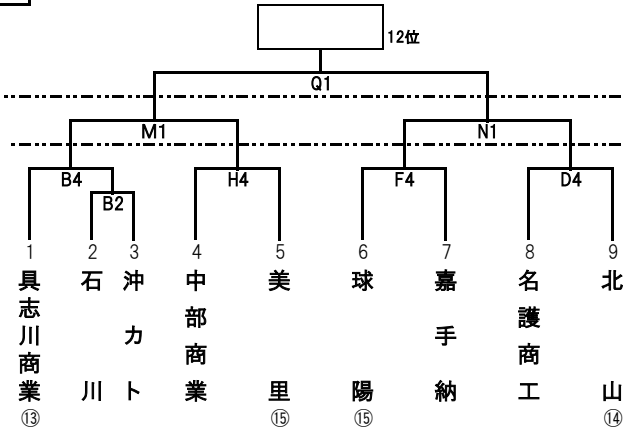 12位
Q1
M1
N1
B4
H4
F4
D4
B2
1
2
3
4
5
6
7
8
9
具志川商業
石川
沖カト
中部商業
美里
球陽
嘉手納
名護商工
北山
⑬
⑮
⑮
⑭